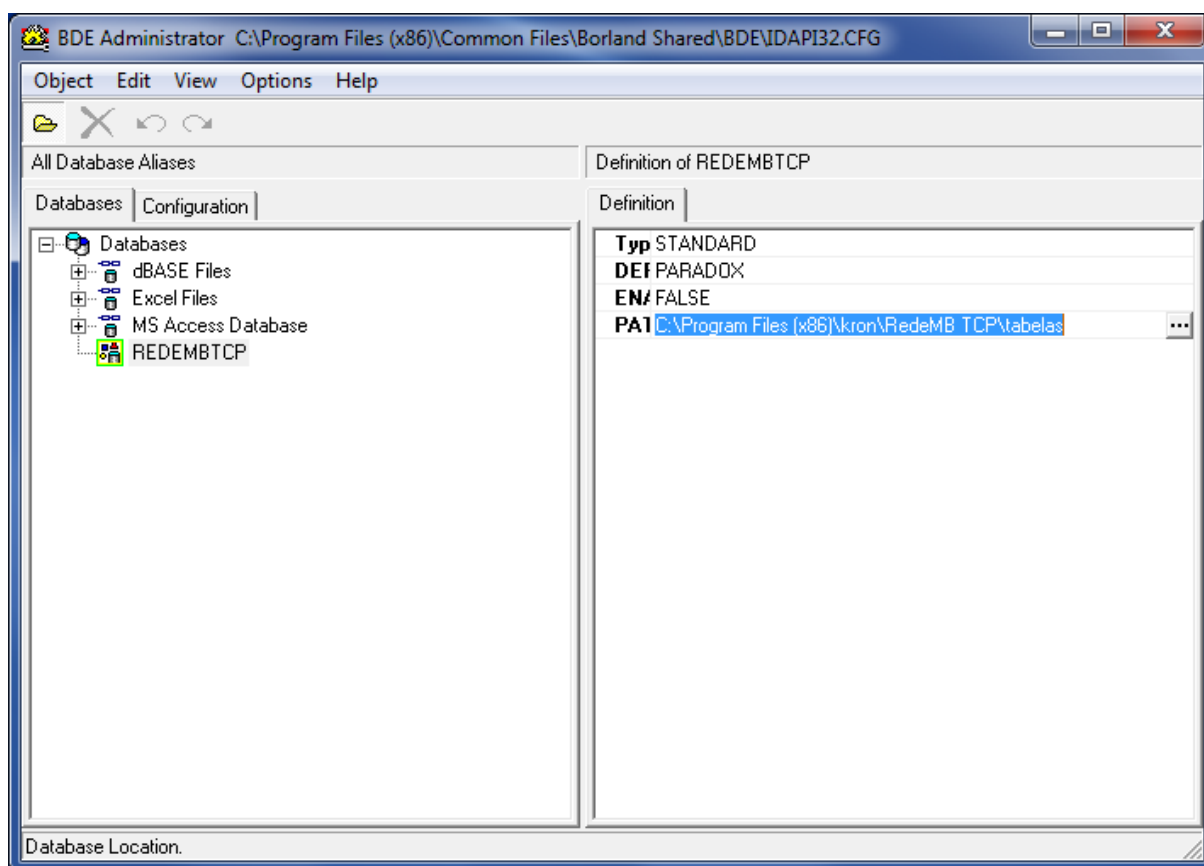 BDE Administrator C:\Program Files (x86)\Common Files\Borland Shared\BDE\IDAPI32.CFG
Object Edit View Options Help
All Database Aliases
Definition of REDEMBTCP
Databases Configuration
Definition
Databases
dBASE Files
Excel Files
MS Access Database
REDEMBTCP
Typ STANDARD
DEF PARADOX
ENA FALSE
PAT C:\Program Files (x86)\kron\RedeMB TCP\tabelas
Database Location.